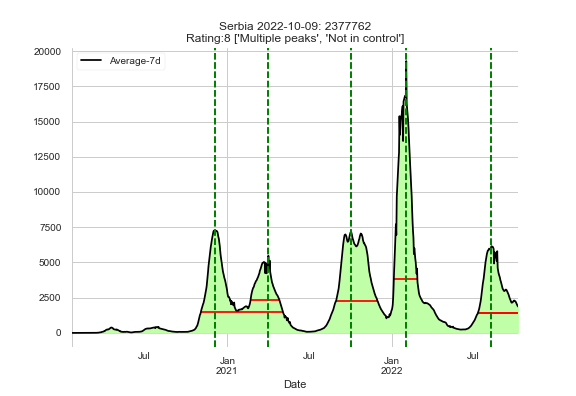 Serbia 2022-10-09: 2377762
Rating:8 ['Multiple peaks', 'Not in control']
Average-7d
20000
17500
15000
12500
10000
7500
5000
2500
0
Jul
Jan
2021
Jul
Jan
2022
Jul
Date